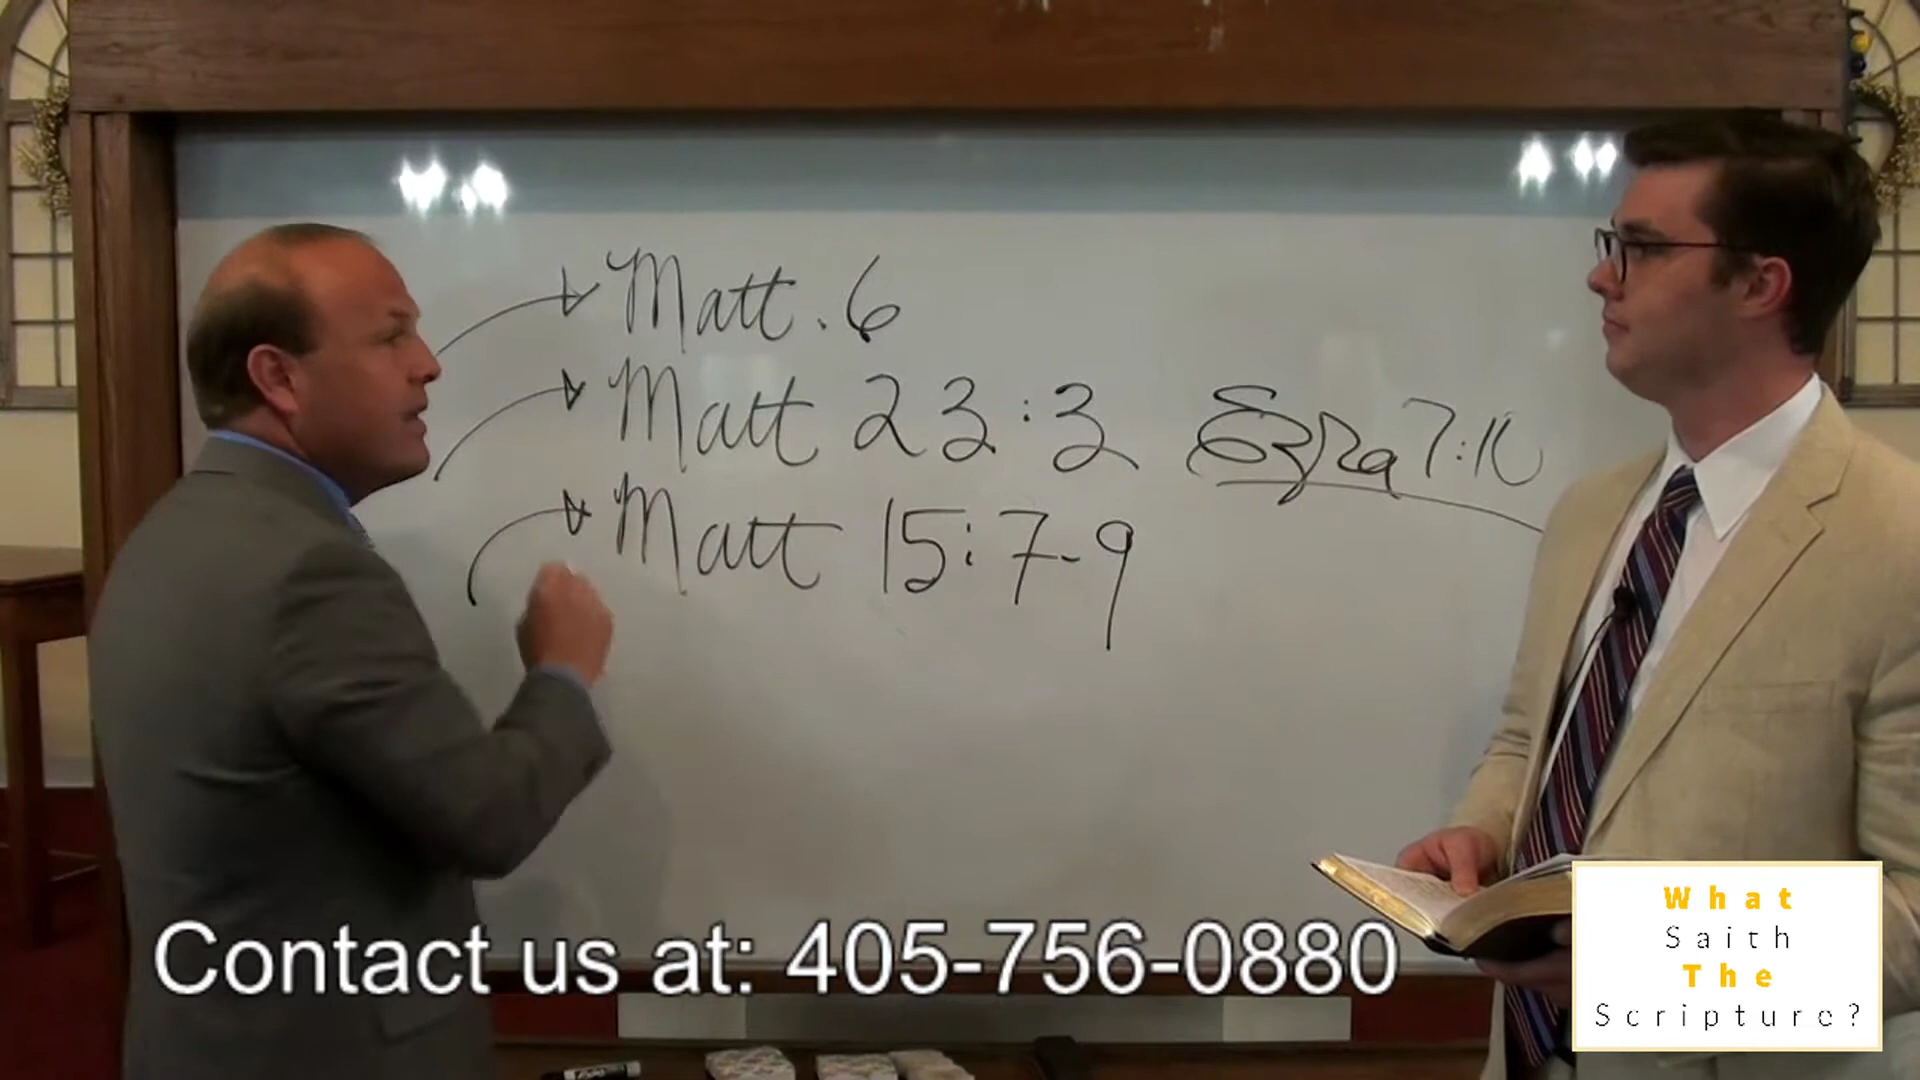 Matt. 6
Matt 23:3 Ezra 7:10
Matt 15:7-9
Contact us at: 405-756-0880
What
Saith
The
Scripture?